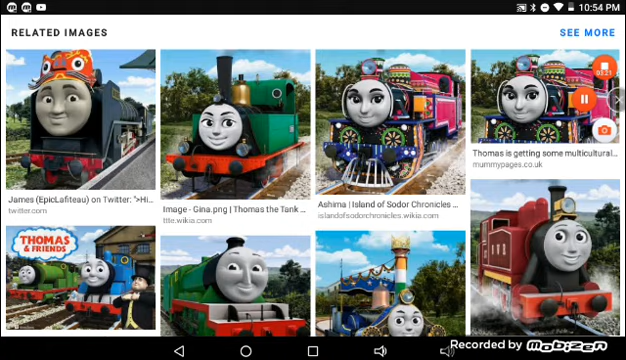 10:54 PM
RELATED IMAGES
SEE MORE
03:21
James (EpicLafiteau) on Twitter: ">Hi...
twitter.com
Image - Gina.png | Thomas the Tank ...
ttte.wikia.com
Ashima | Island of Sodor Chronicles ...
islandofsodorchronicles.wikia.com
Thomas is getting some multicultural...
mummypages.co.uk
THOMAS
& FRIENDS
Recorded by MOBIZEN